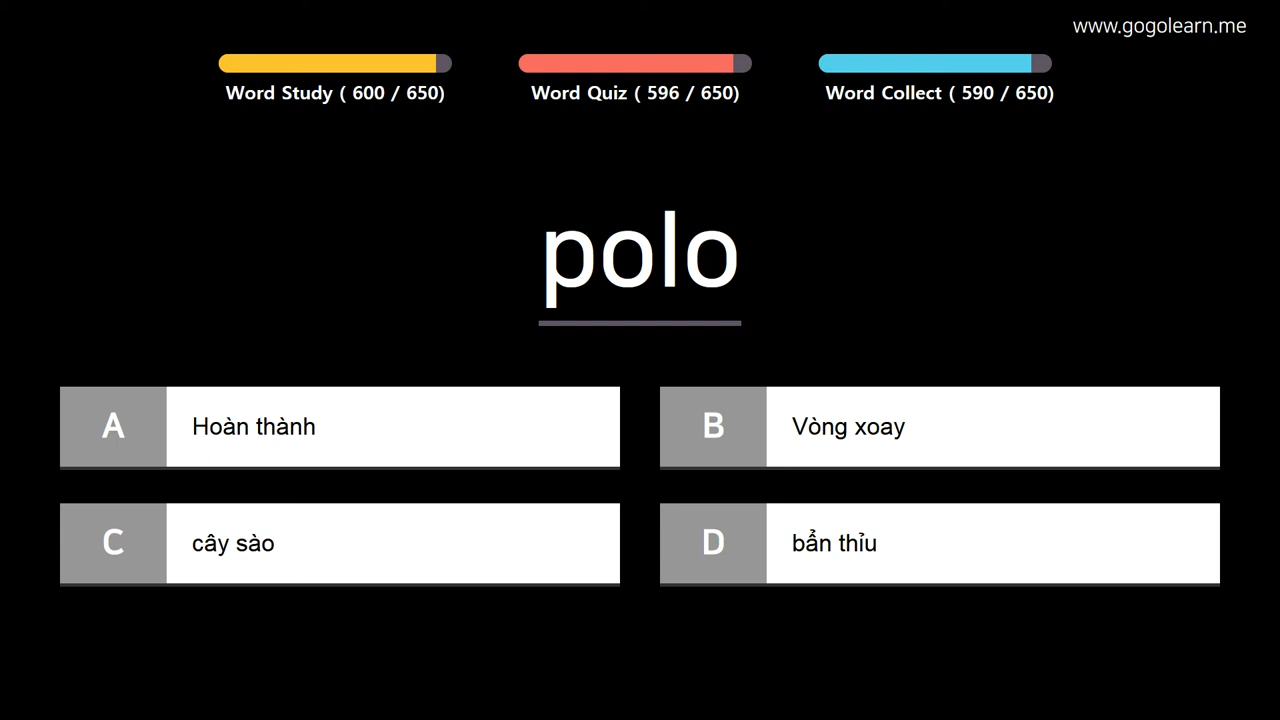 www.gogolearn.me
Word Study ( 600 / 650)
Word Quiz ( 596 / 650)
Word Collect ( 590 / 650)
polo
A Hoàn thành
B Vòng xoay
C cây sào
D bẩn thỉu